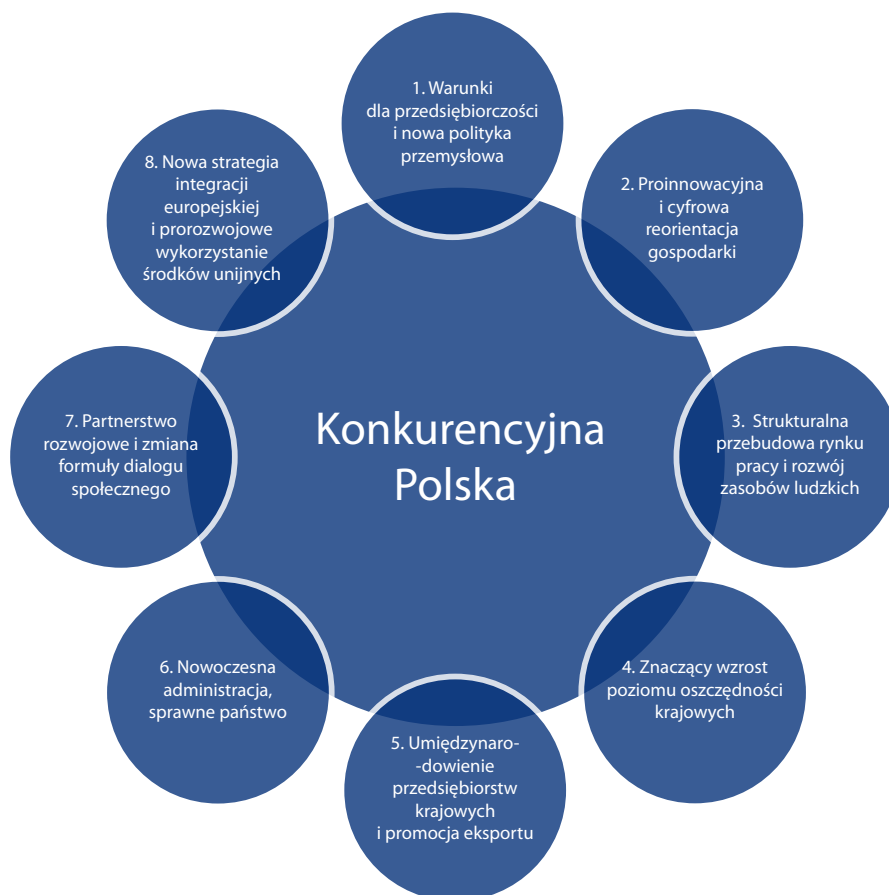 1. Warunki
dla przedsiębiorczości
i nowa polityka
przemysłowa
2. Proinnowacyjna
i cyfrowa
reorientacja
gospodarki
3. Strukturalna
przebudowa rynku
pracy i rozwój
zasobów ludzkich
4. Znaczący wzrost
poziomu oszczędności
krajowych
5. Umiędzynaro-
-dowienie
przedsiębiorstw
krajowych
i promocja eksportu
6. Nowoczesna
administracja,
sprawne państwo
7. Partnerstwo
rozwojowe i zmiana
formuły dialogu
społecznego
8. Nowa strategia
integracji
europejskiej
i prorozwojowe
wykorzystanie
środków unijnych
Konkurencyjna
Polska